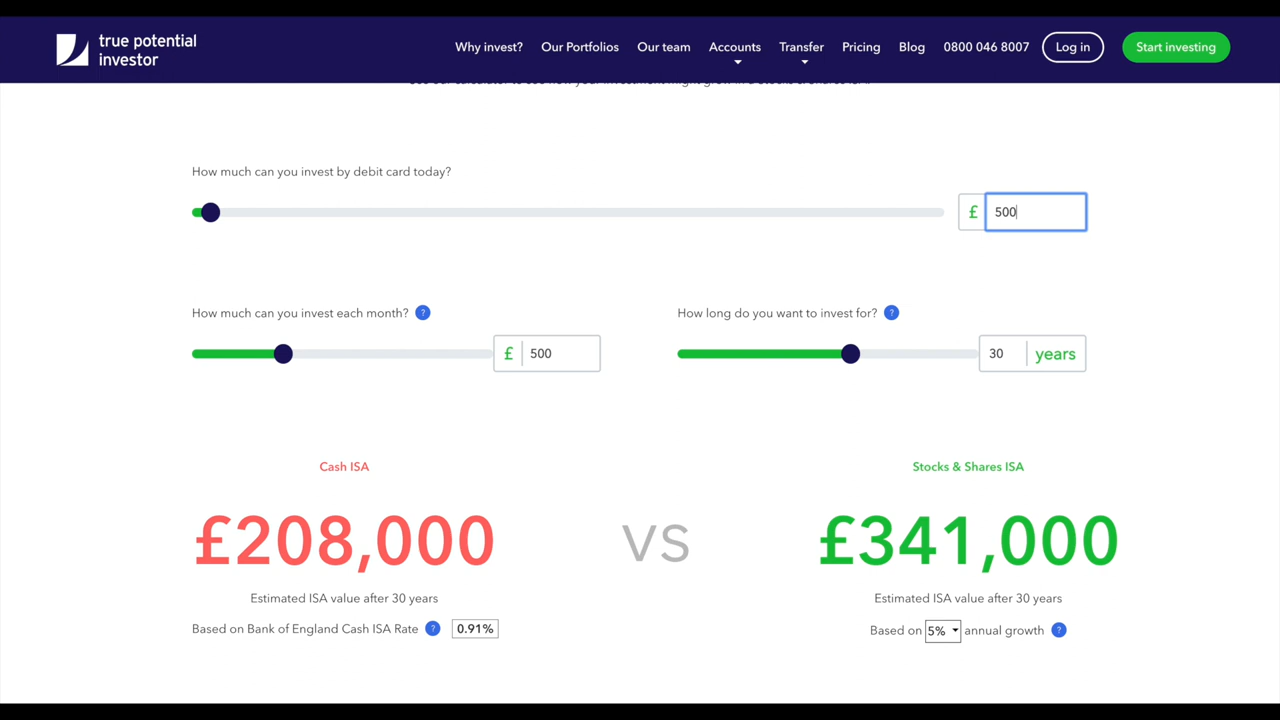 true potential
investor
Why invest? Our Portfolios Our team Accounts Transfer Pricing Blog 0800 046 8007 Log in Start investing
How much can you invest by debit card today?
£ 500
How much can you invest each month? ? How long do you want to invest for? ?
£ 500 30 years
Cash ISA Stocks & Shares ISA
£208,000 VS £341,000
Estimated ISA value after 30 years Estimated ISA value after 30 years
Based on Bank of England Cash ISA Rate ? 0.91% Based on 5% annual growth ?